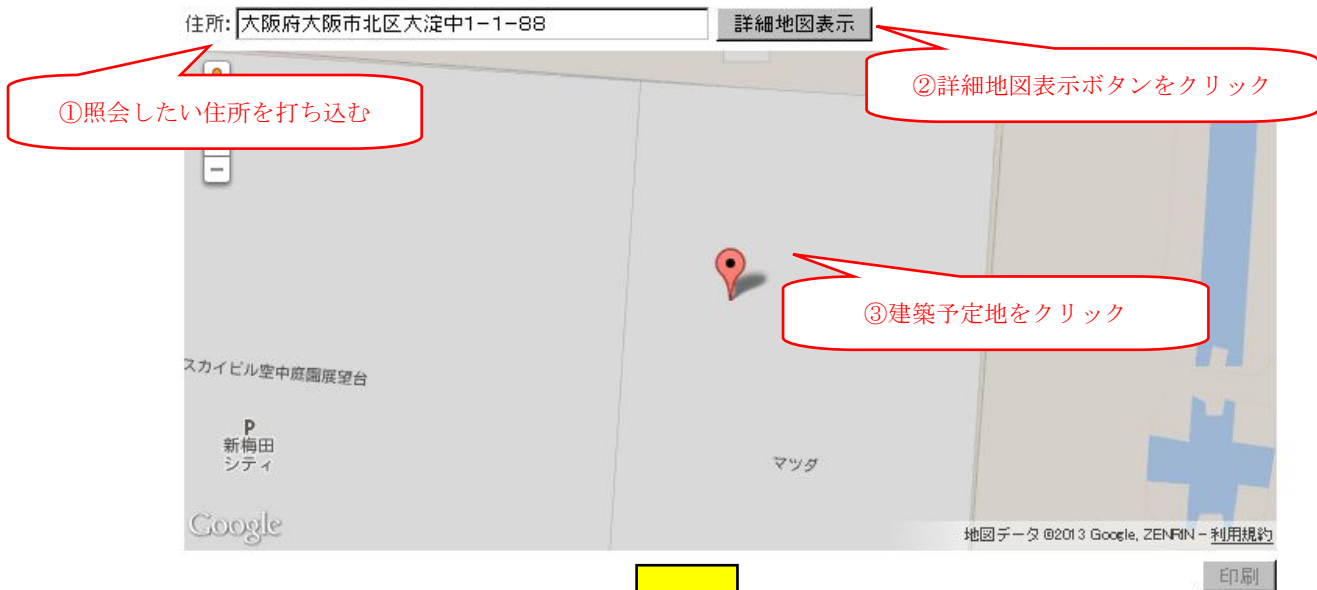 住所: 大阪府大阪市北区大淀中1-1-88 詳細地図表示
②詳細地図表示ボタンをクリック
①照会したい住所を打ち込む
③建築予定地をクリック
スカイビル空中庭園展望台
P
新梅田
シティ
マツダ
Google
地図データ ©2013 Google, ZENRIN - 利用規約
印刷